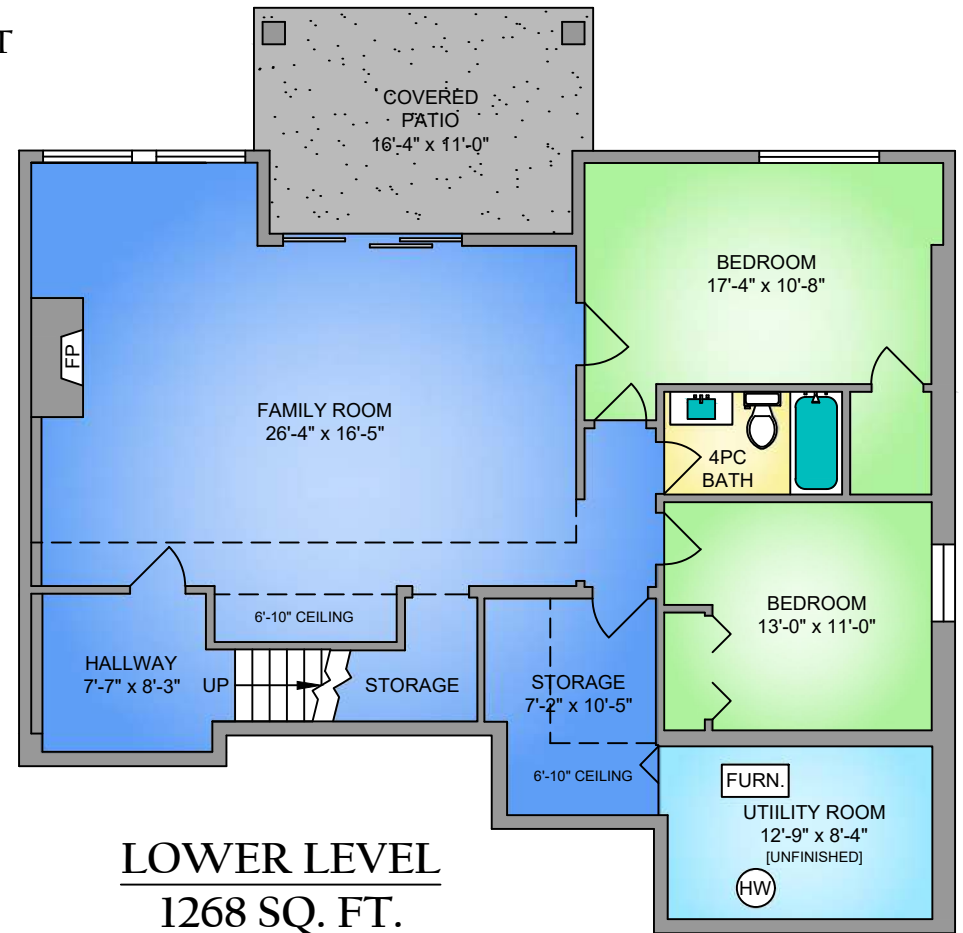 T
COVERED
PATIO
16'-4" x 11'-0"
BEDROOM
17'-4" x 10'-8"
FP
FAMILY ROOM
26'-4" x 16'-5"
4PC
BATH
6'-10" CEILING
BEDROOM
13'-0" x 11'-0"
HALLWAY
7'-7" x 8'-3"
UP
STORAGE
STORAGE
7'-2" x 10'-5"
6'-10" CEILING
FURN.
UTIILITY ROOM
12'-9" x 8'-4"
[UNFINISHED]
HW
LOWER LEVEL
1268 SQ. FT.